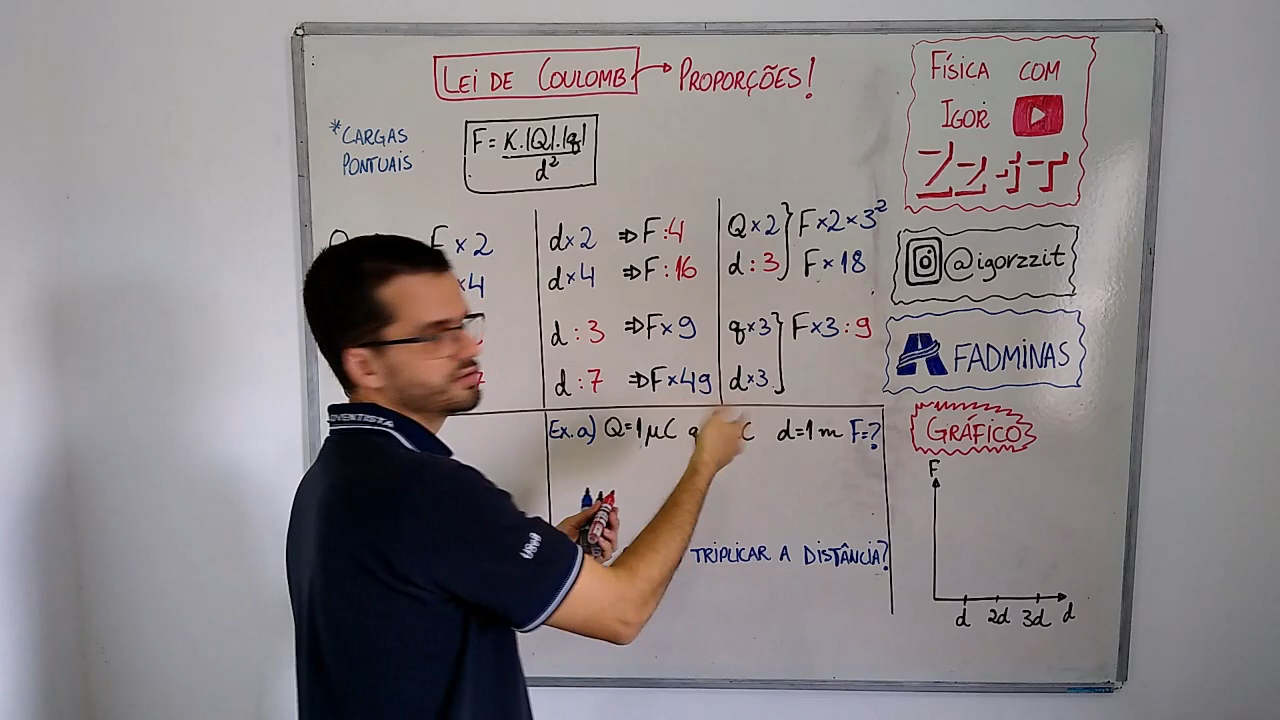 LEI DE COULOMB → PROPORÇÕES!
*CARGAS
PONTUAIS
F = K.|Q|.|q|
d²
F×2
×4
d×2 ⇒ F:4
d×4 ⇒ F:16
d:3 ⇒ F×9
d:7 ⇒ F×49
Q×2 } F×2×3²
d:3 F×18
q×3 } F×3:9
d×3
Ex.a) Q=1μC q C d=1m F=?
TRIPLICAR A DISTÂNCIA?
FÍSICA COM
IGOR
@igorzzit
FADMINAS
GRÁFICO
F
d 2d 3d d
DVENTISTA